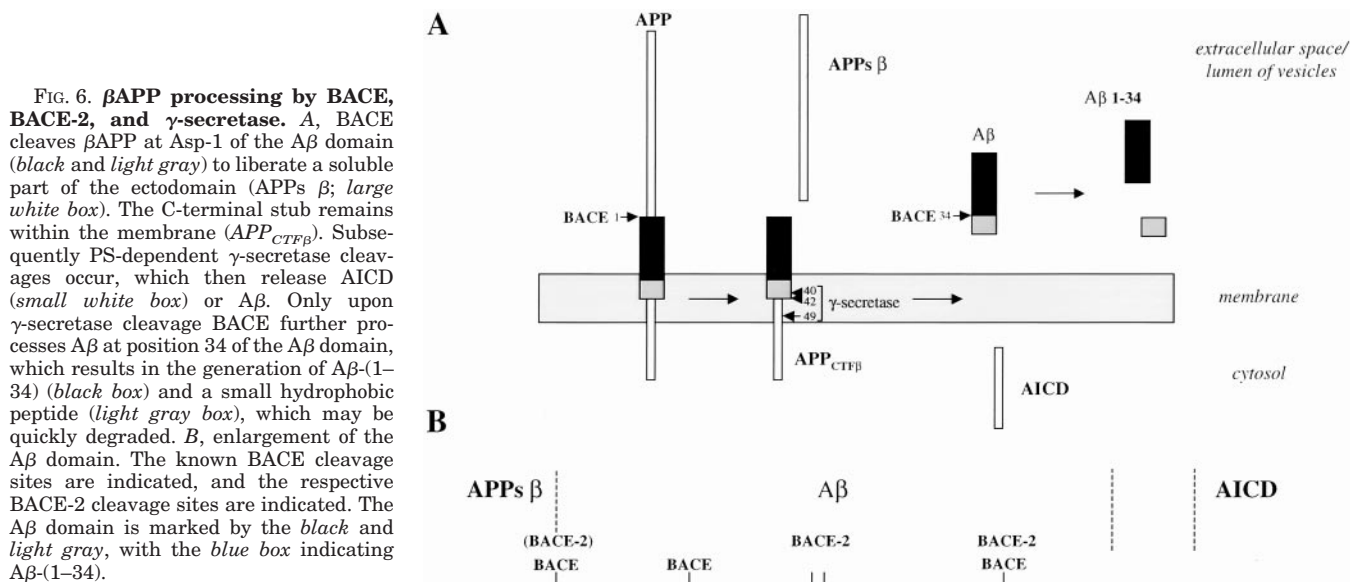 FIG. 6. βAPP processing by BACE,
BACE-2, and γ-secretase. A, BACE
cleaves βAPP at Asp-1 of the Aβ domain
(black and light gray) to liberate a soluble
part of the ectodomain (APPs β; large
white box). The C-terminal stub remains
within the membrane (APP_CTFβ). Subse-
quently PS-dependent γ-secretase cleav-
ages occur, which then release AICD
(small white box) or Aβ. Only upon
γ-secretase cleavage BACE further pro-
cesses Aβ at position 34 of the Aβ domain,
which results in the generation of Aβ-(1–
34) (black box) and a small hydrophobic
peptide (light gray box), which may be
quickly degraded. B, enlargement of the
Aβ domain. The known BACE cleavage
sites are indicated, and the respective
BACE-2 cleavage sites are indicated. The
Aβ domain is marked by the black and
light gray, with the blue box indicating
Aβ-(1–34).
A
APP
APPs β
extracellular space/
lumen of vesicles
Aβ 1-34
Aβ
BACE 1
BACE 34
40
42
49
γ-secretase
membrane
APP_CTFβ
AICD
cytosol
B
APPs β
Aβ
AICD
(BACE-2)
BACE-2
BACE-2
BACE
BACE
BACE